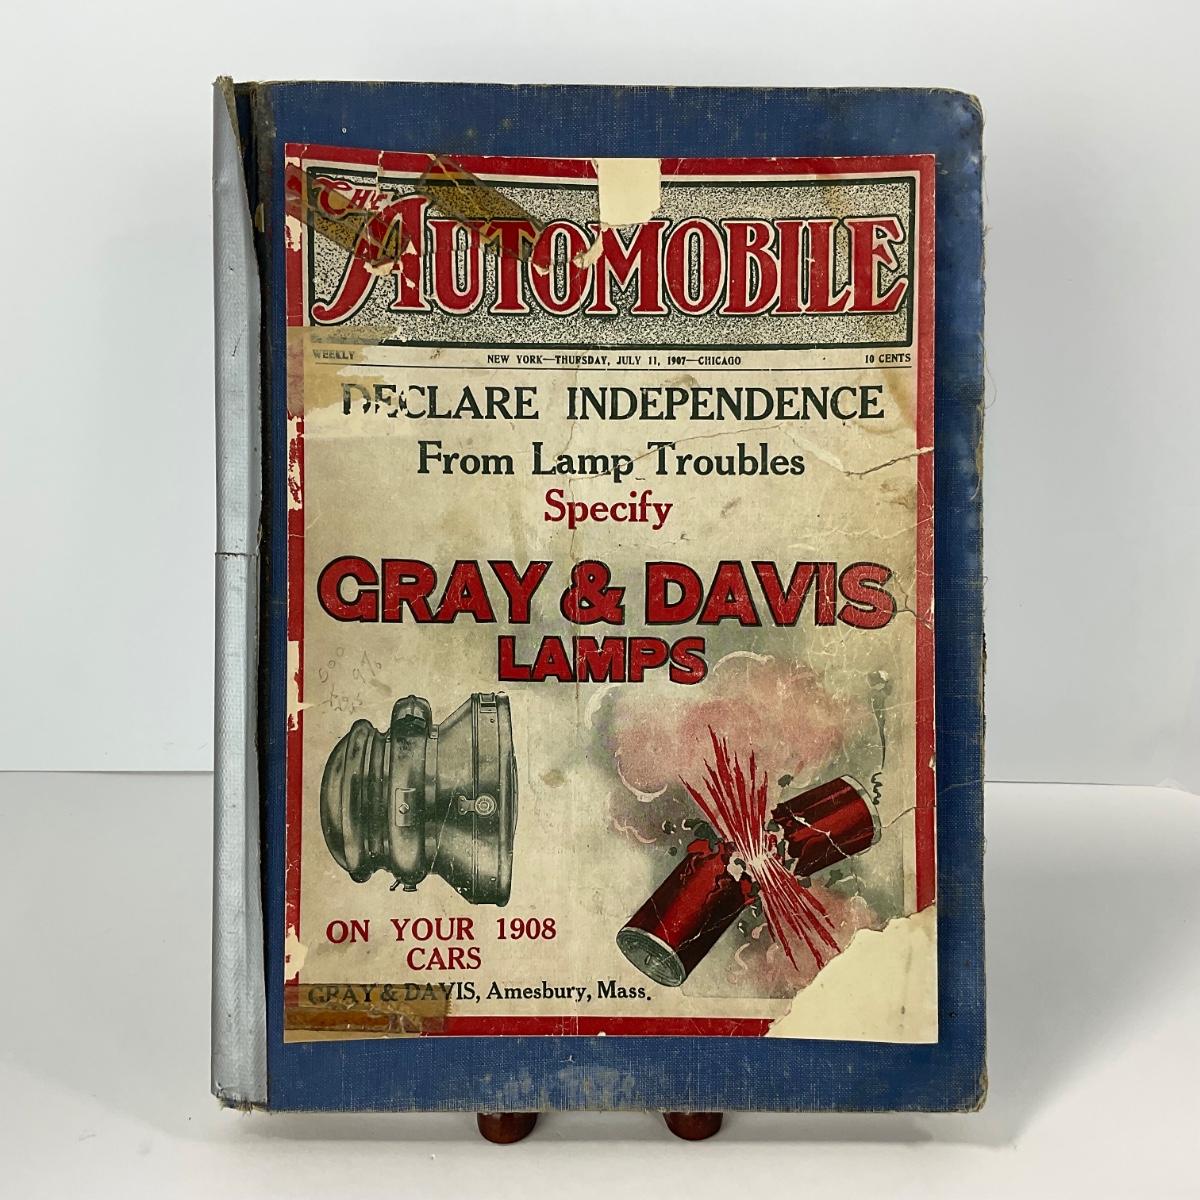 The
AUTOMOBILE
WEEKLY NEW YORK—THURSDAY, JULY 11, 1907—CHICAGO 10 CENTS
DECLARE INDEPENDENCE
From Lamp Troubles
Specify
GRAY & DAVIS
LAMPS
ON YOUR 1908
CARS
GRAY & DAVIS, Amesbury, Mass.